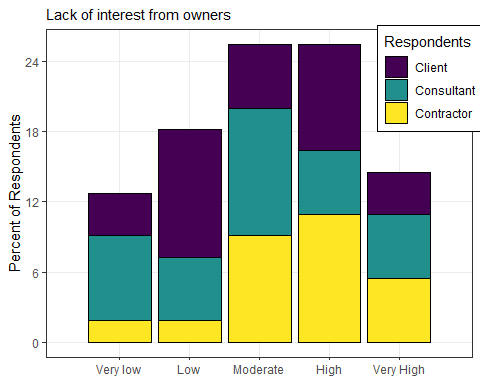 Lack of interest from owners
Respondents
Client
Consultant
Contractor
Percent of Respondents
24
18
12
6
0
Very low Low Moderate High Very High